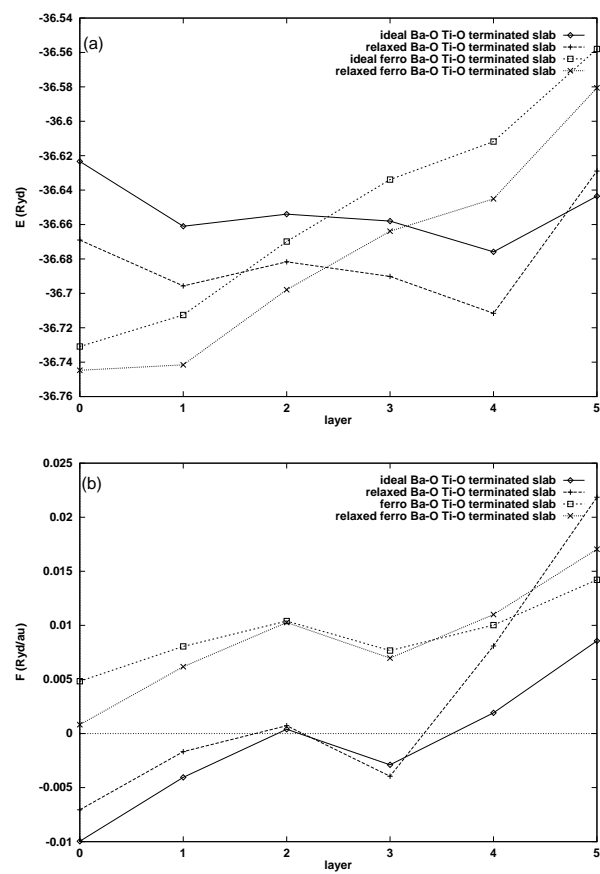 -36.54
(a)
ideal Ba-O Ti-O terminated slab
relaxed Ba-O Ti-O terminated slab
ideal ferro Ba-O Ti-O terminated slab
relaxed ferro Ba-O Ti-O terminated slab
-36.56
-36.58
-36.6
-36.62
E (Ryd)
-36.64
-36.66
-36.68
-36.7
-36.72
-36.74
-36.76
0 1 2 3 4 5
layer
0.025
(b)
ideal Ba-O Ti-O terminated slab
relaxed Ba-O Ti-O terminated slab
ferro Ba-O Ti-O terminated slab
relaxed ferro Ba-O Ti-O terminated slab
0.02
0.015
0.01
F (Ryd/au)
0.005
0
-0.005
-0.01
0 1 2 3 4 5
layer